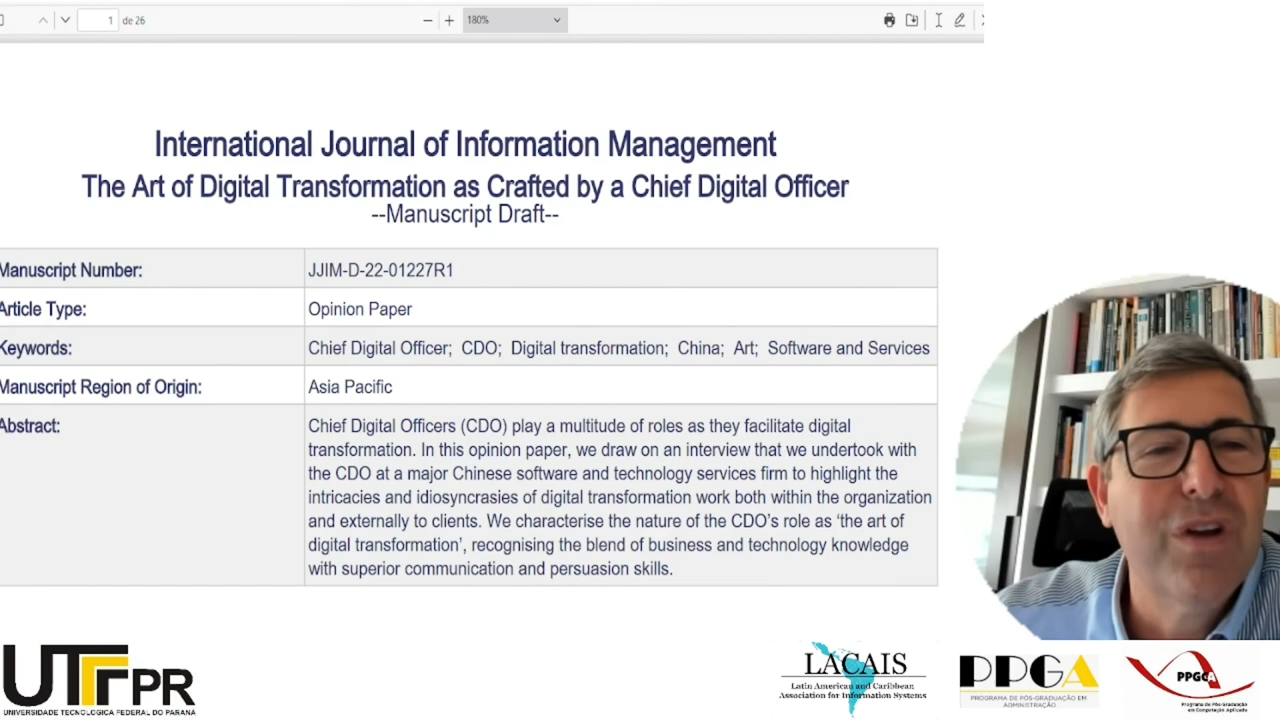 1 de 26
180%
International Journal of Information Management
The Art of Digital Transformation as Crafted by a Chief Digital Officer
--Manuscript Draft--
Manuscript Number: JJIM-D-22-01227R1
Article Type: Opinion Paper
Keywords: Chief Digital Officer; CDO; Digital transformation; China; Art; Software and Services
Manuscript Region of Origin: Asia Pacific
Abstract: Chief Digital Officers (CDO) play a multitude of roles as they facilitate digital
transformation. In this opinion paper, we draw on an interview that we undertook with
the CDO at a major Chinese software and technology services firm to highlight the
intricacies and idiosyncrasies of digital transformation work both within the organization
and externally to clients. We characterise the nature of the CDO's role as 'the art of
digital transformation', recognising the blend of business and technology knowledge
with superior communication and persuasion skills.
UTFPR
UNIVERSIDADE TECNOLÓGICA FEDERAL DO PARANÁ
LACAIS
Latin American and Caribbean
Association for Information Systems
PPGA
PROGRAMA DE PÓS-GRADUAÇÃO EM
ADMINISTRAÇÃO
PPGCA
Programa de Pós-Graduação
em Computação Aplicada